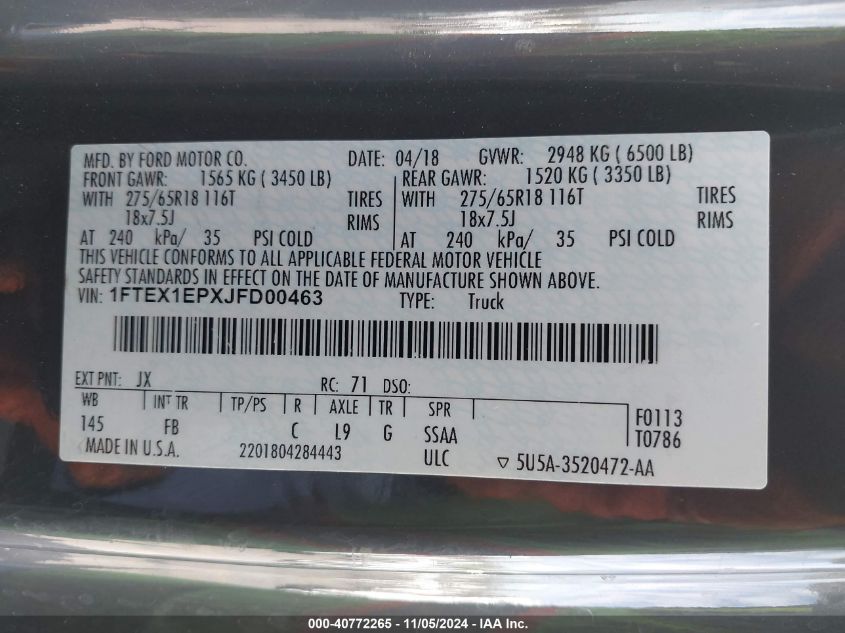 MFD. BY FORD MOTOR CO. DATE: 04/18 GVWR: 2948 KG ( 6500 LB)
FRONT GAWR: 1565 KG ( 3450 LB) REAR GAWR: 1520 KG ( 3350 LB)
WITH 275/65R18 116T TIRES WITH 275/65R18 116T TIRES
18x7.5J RIMS 18x7.5J RIMS
AT 240 kPa/ 35 PSI COLD AT 240 kPa/ 35 PSI COLD
THIS VEHICLE CONFORMS TO ALL APPLICABLE FEDERAL MOTOR VEHICLE
SAFETY STANDARDS IN EFFECT ON THE DATE OF MANUFACTURE SHOWN ABOVE.
VIN: 1FTEX1EPXJFD00463 TYPE: Truck
EXT PNT: JX RC: 71 DSO:
WB INT TR TP/PS R AXLE TR SPR F0113
145 FB C L9 G SSAA T0786
MADE IN U.S.A. 2201804284443 ULC ▽ 5U5A-3520472-AA
000-40772265 - 11/05/2024 - IAA Inc.